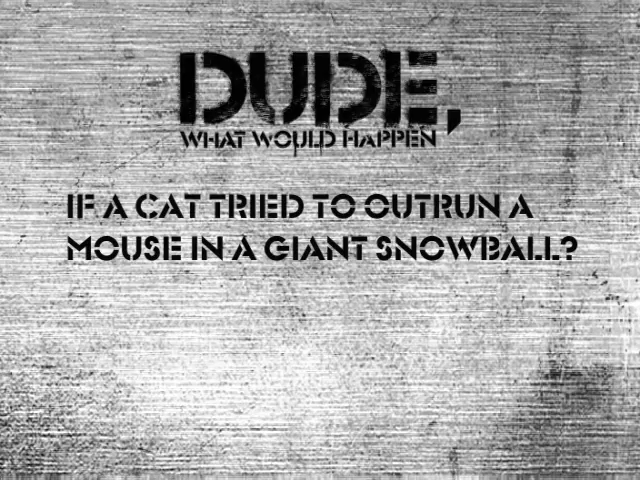 DUDE,
WHAT WOULD HAPPEN
IF A CAT TRIED TO OUTRUN A
MOUSE IN A GIANT SNOWBALL?